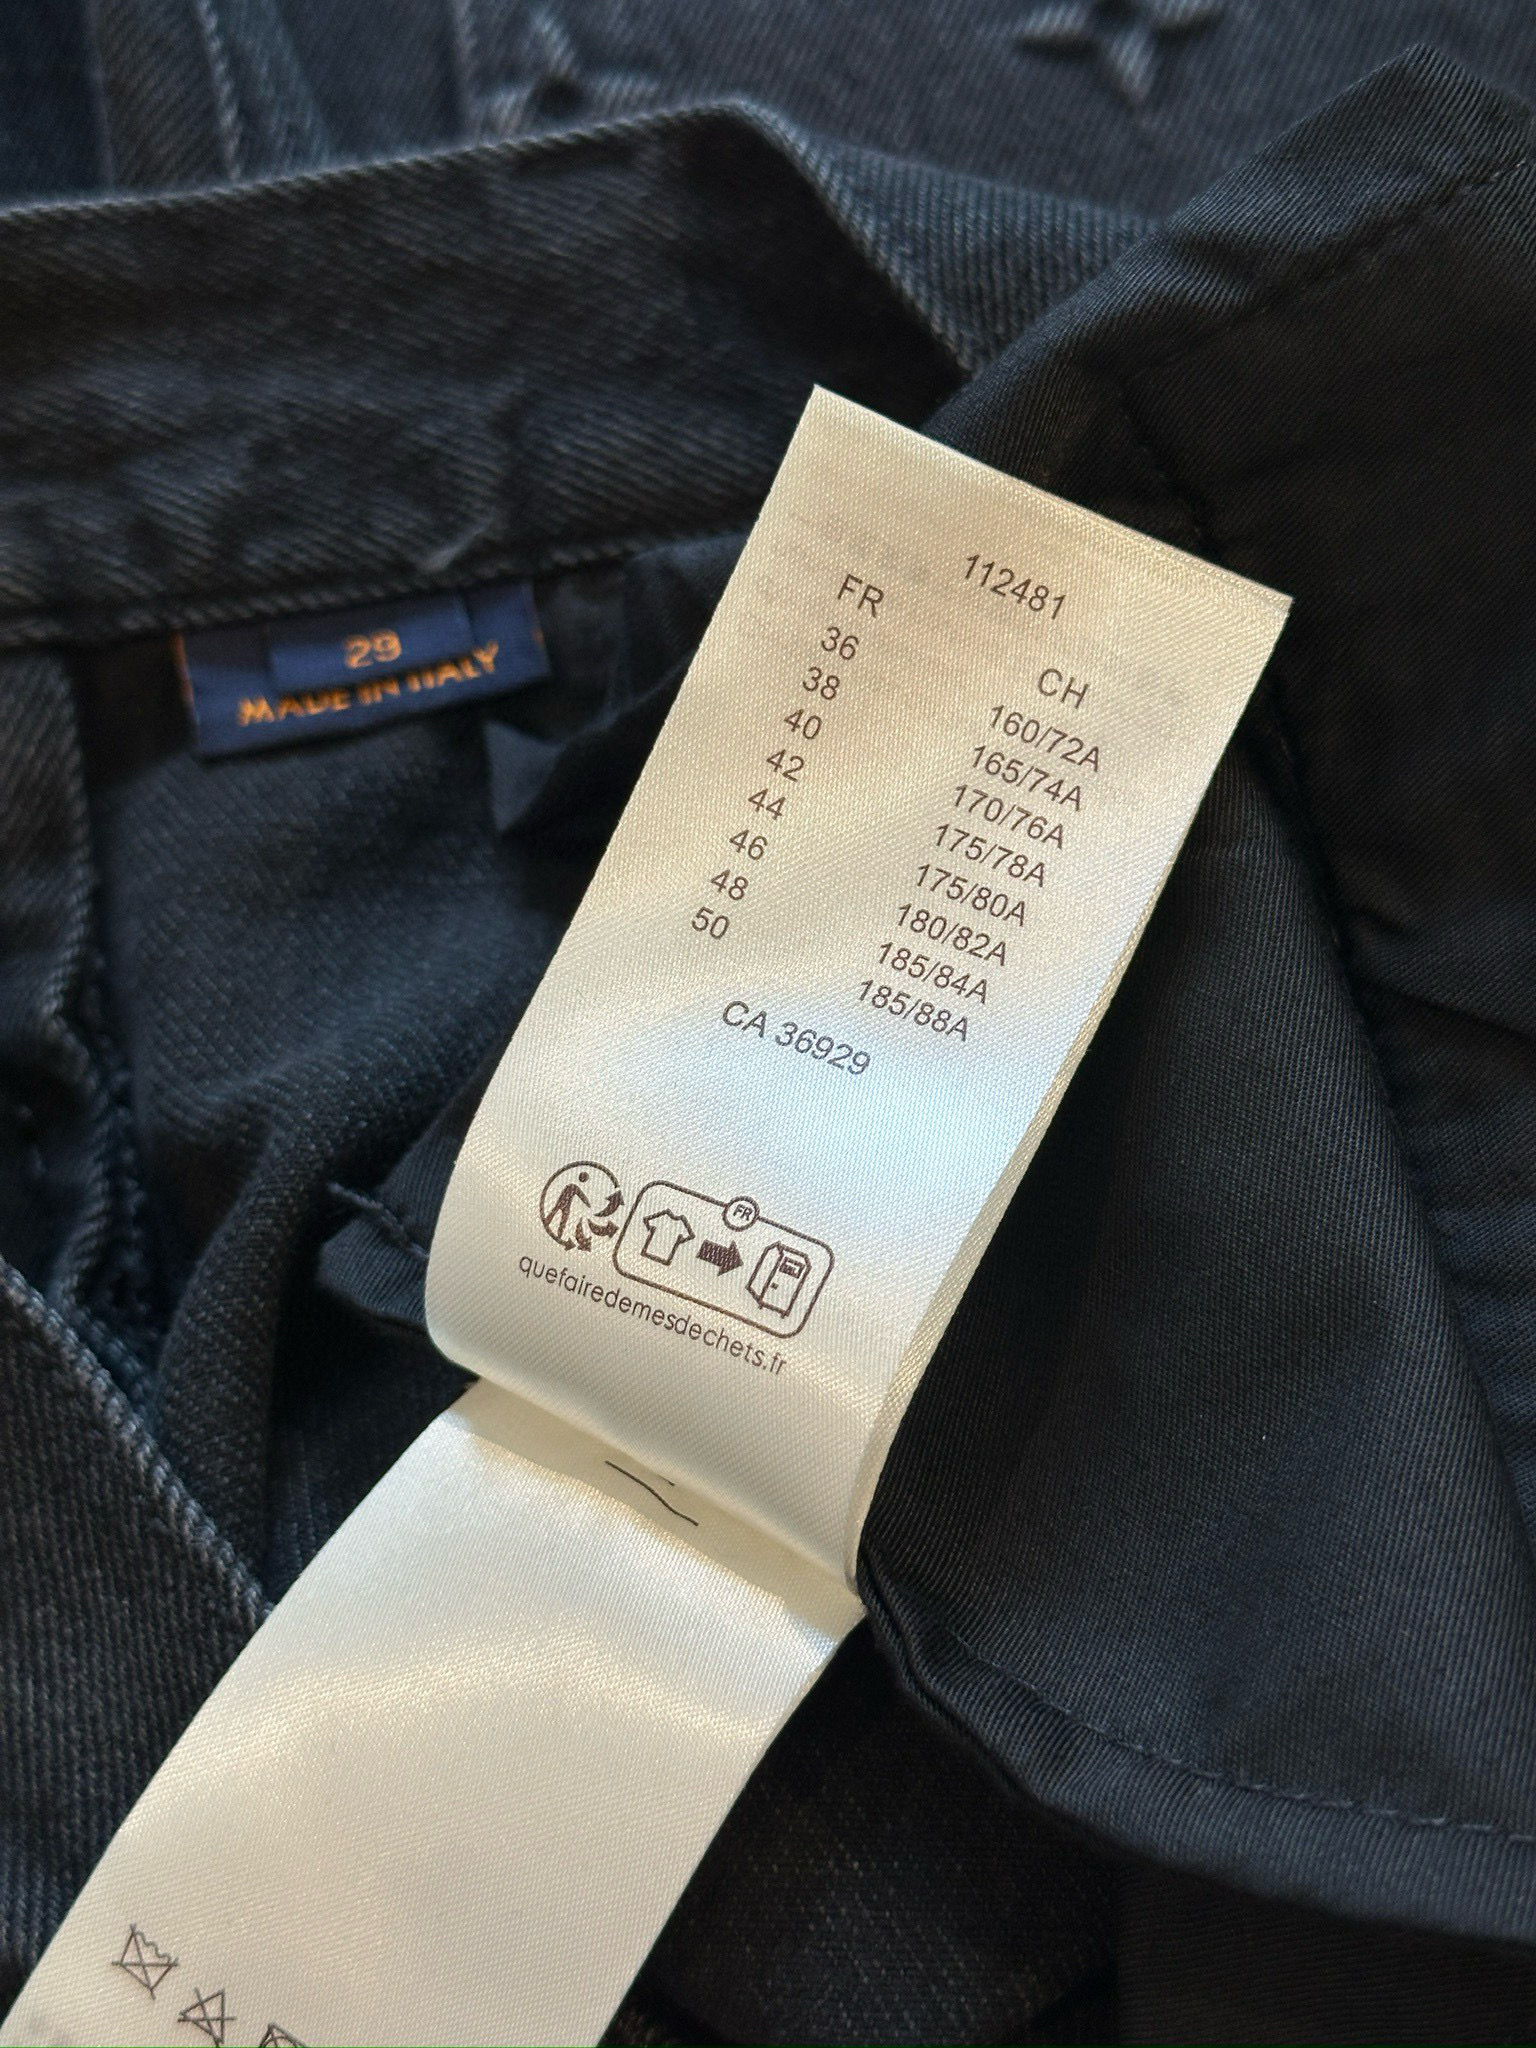 29
MADE IN ITALY
112481
FR CH
36 160/72A
38 165/74A
40 170/76A
42 175/78A
44 175/80A
46 180/82A
48 185/84A
50 185/88A
CA 36929
FR
quefairedemesdechets.fr